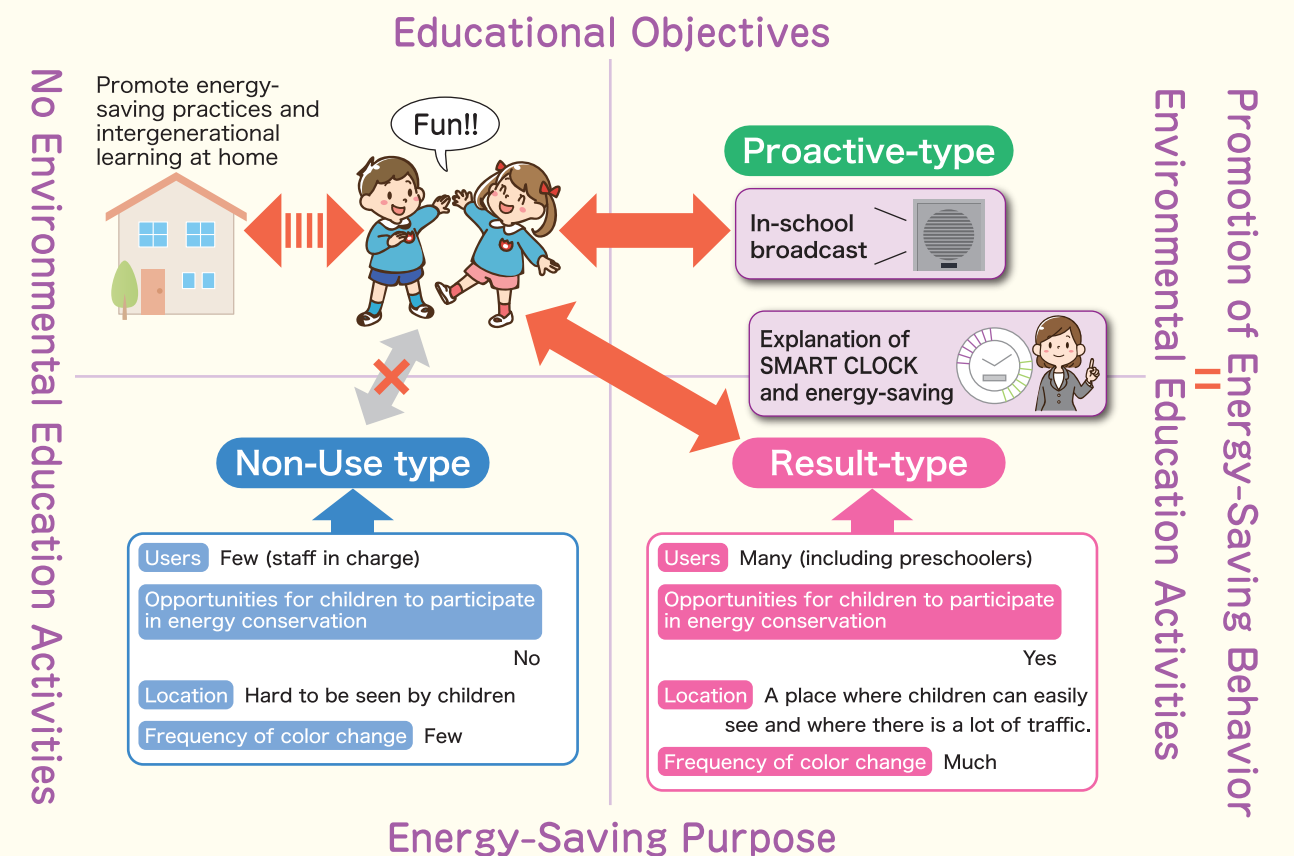 Educational Objectives
No Environmental Education Activities
Promote energy-
saving practices and
intergenerational
learning at home
Fun!!
Proactive-type
In-school
broadcast
Explanation of
SMART CLOCK
and energy-saving
Environmental Education Activities
=
Promotion of Energy-Saving Behavior
Non-Use type
Users Few (staff in charge)
Opportunities for children to participate
in energy conservation
No
Location Hard to be seen by children
Frequency of color change Few
Result-type
Users Many (including preschoolers)
Opportunities for children to participate
in energy conservation
Yes
Location A place where children can easily
see and where there is a lot of traffic.
Frequency of color change Much
Energy-Saving Purpose